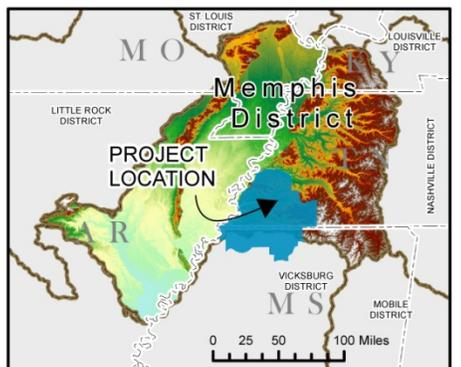 ST LOUIS
DISTRICT
MO
LOUISVILLE
DISTRICT
KY
Memphis
District
LITTLE ROCK
DISTRICT
TN
NASHVILLE DISTRICT
PROJECT
LOCATION
AR
VICKSBURG
DISTRICT
MS
MOBILE
DISTRICT
0 25 50 100 Miles